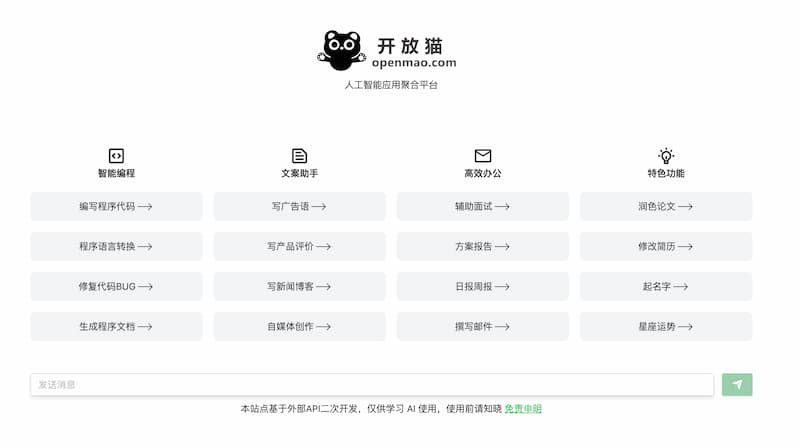 开放猫
openmao.com
人工智能应用聚合平台
智能编程
文案助手
高效办公
特色功能
编写程序代码
写广告语
辅助面试
润色论文
程序语言转换
写产品评价
方案报告
修改简历
修复代码BUG
写新闻博客
日报周报
起名字
生成程序文档
自媒体创作
撰写邮件
星座运势
发送消息
本站点基于外部API二次开发，仅供学习 AI 使用，使用前请知晓 免责申明